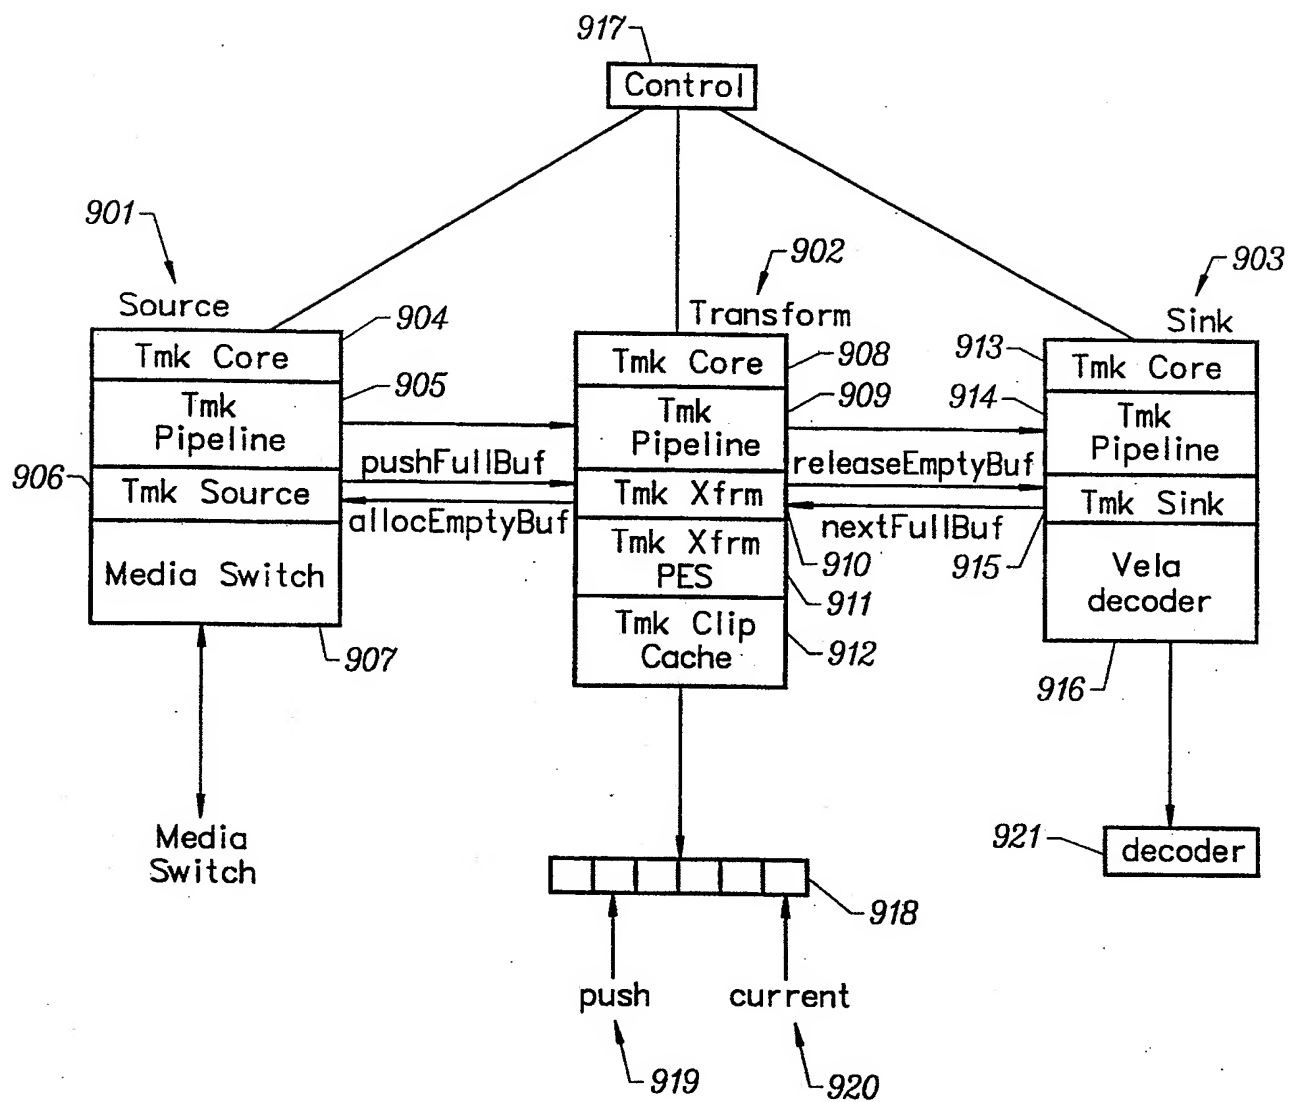 917
Control
901
902
903
Source
904
Transform
Sink
Tmk Core
Tmk Core
908
913
Tmk Core
905
909
914
Tmk
Pipeline
Tmk
Pipeline
Tmk
Pipeline
906
pushFullBuf
releaseEmptyBuf
Tmk Source
Tmk Xfrm
Tmk Sink
allocEmptyBuf
nextFullBuf
Media Switch
Tmk Xfrm
PES
910
915
Vela
decoder
911
Tmk Clip
Cache
912
907
916
Media
Switch
921
decoder
918
push
current
919
920